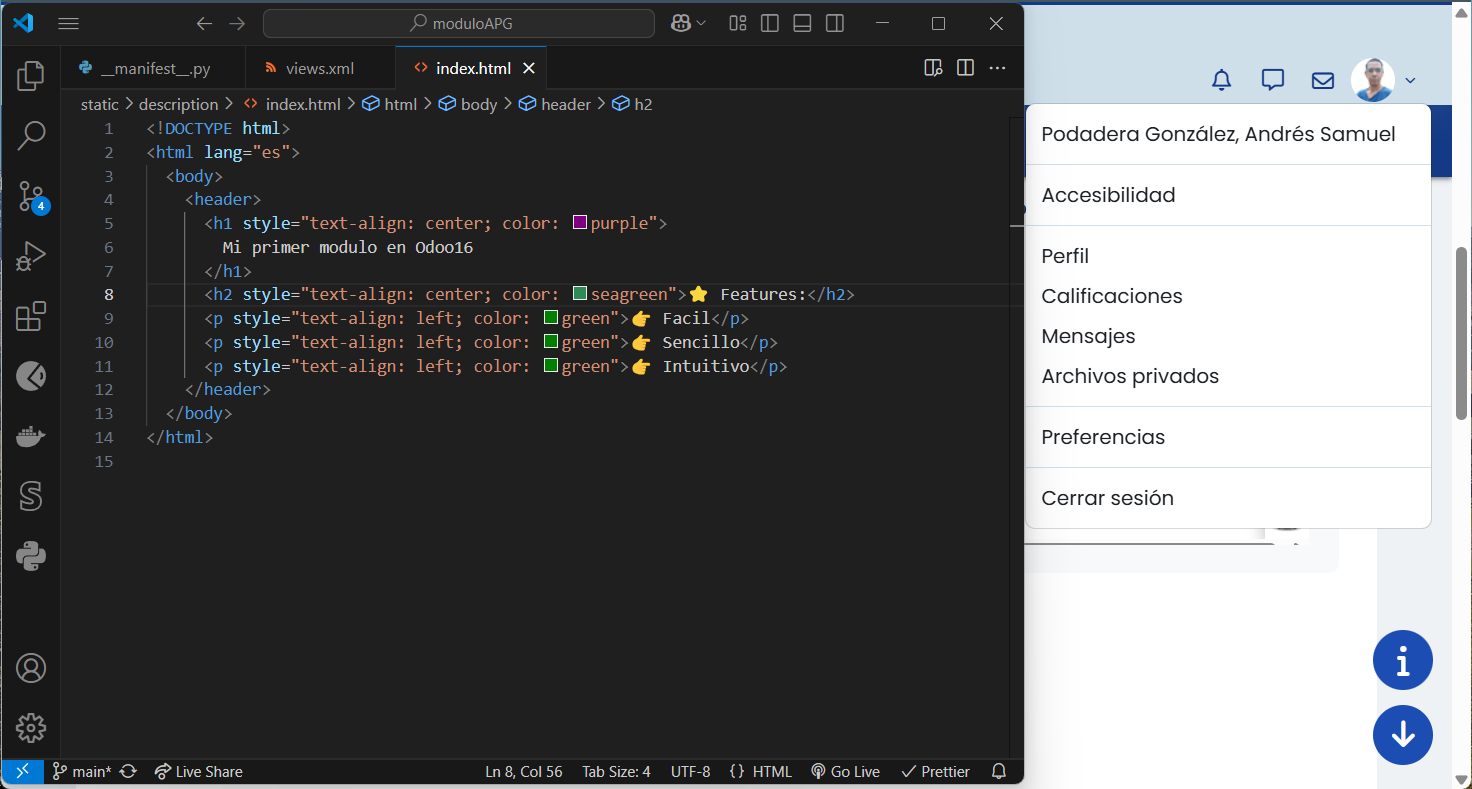 moduloAPG
__manifest__.py
views.xml
index.html
static > description > index.html > html > body > header > h2
1 <!DOCTYPE html>
2 <html lang="es">
3 <body>
4 <header>
5 <h1 style="text-align: center; color: purple">
6 Mi primer modulo en Odoo16
7 </h1>
8 <h2 style="text-align: center; color: seagreen">⭐ Features:</h2>
9 <p style="text-align: left; color: green">👉 Facil</p>
10 <p style="text-align: left; color: green">👉 Sencillo</p>
11 <p style="text-align: left; color: green">👉 Intuitivo</p>
12 </header>
13 </body>
14 </html>
15
4
main*
Live Share
Ln 8, Col 56
Tab Size: 4
UTF-8
{} HTML
Go Live
Prettier
Podadera González, Andrés Samuel
Accesibilidad
Perfil
Calificaciones
Mensajes
Archivos privados
Preferencias
Cerrar sesión